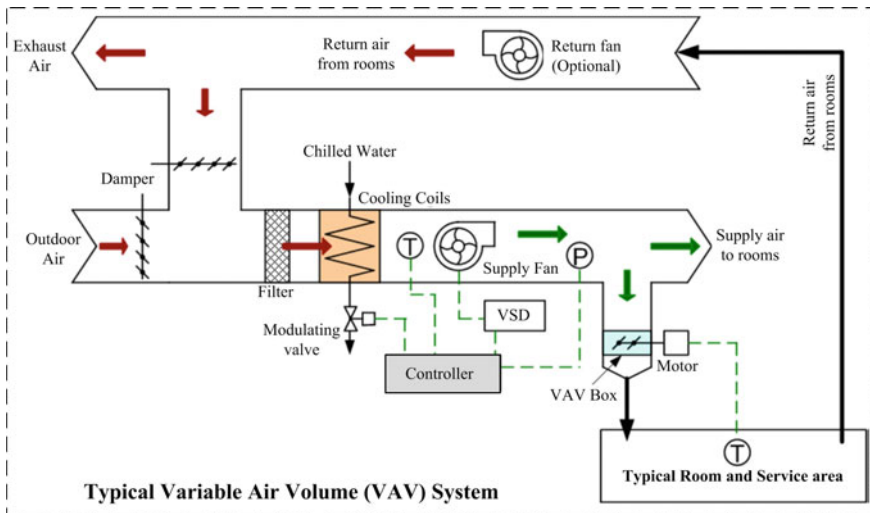 Exhaust
Air
Return air
from rooms
Return fan
(Optional)
Return air
from rooms
Damper
Chilled Water
Cooling Coils
Outdoor
Air
T
Supply Fan
P
Supply air
to rooms
Filter
VSD
Modulating
valve
Controller
Motor
VAV Box
T
Typical Room and Service area
Typical Variable Air Volume (VAV) System